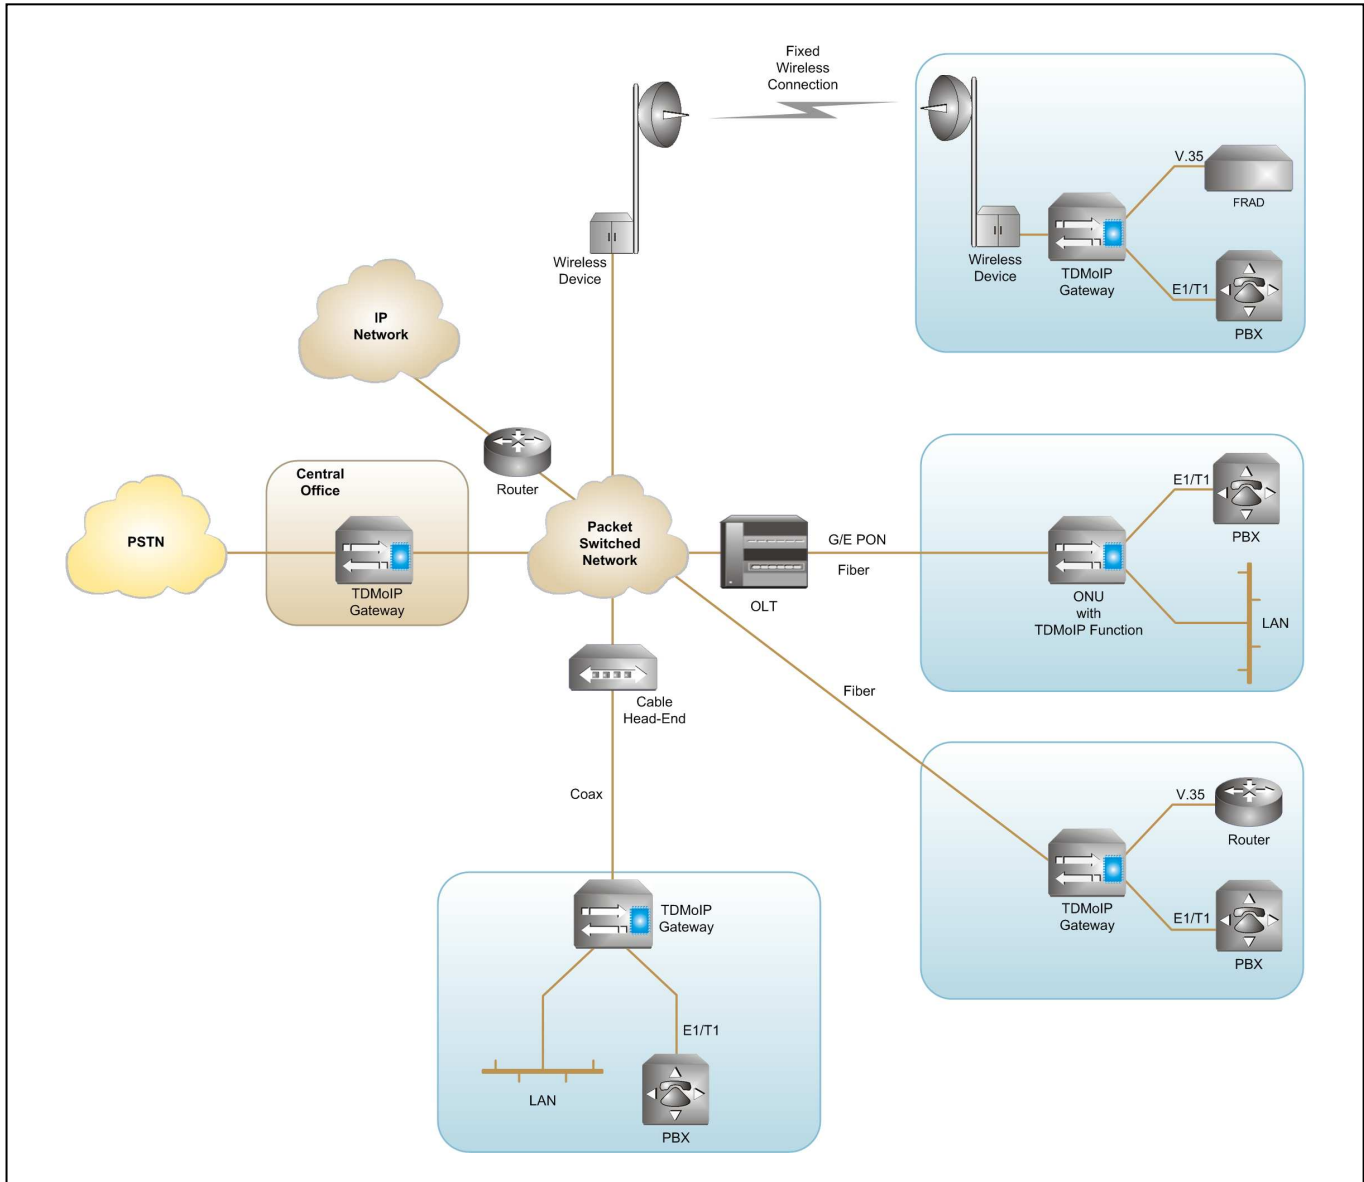 Fixed
Wireless
Connection
V.35
FRAD
Wireless
Device
Wireless
Device
TDMoIP
Gateway
E1/T1
PBX
IP
Network
Router
Central
Office
PSTN
TDMoIP
Gateway
Packet
Switched
Network
OLT
G/E PON
Fiber
E1/T1
PBX
ONU
with
TDMoIP Function
LAN
Cable
Head-End
Fiber
Coax
V.35
Router
TDMoIP
Gateway
E1/T1
PBX
TDMoIP
Gateway
E1/T1
LAN
PBX